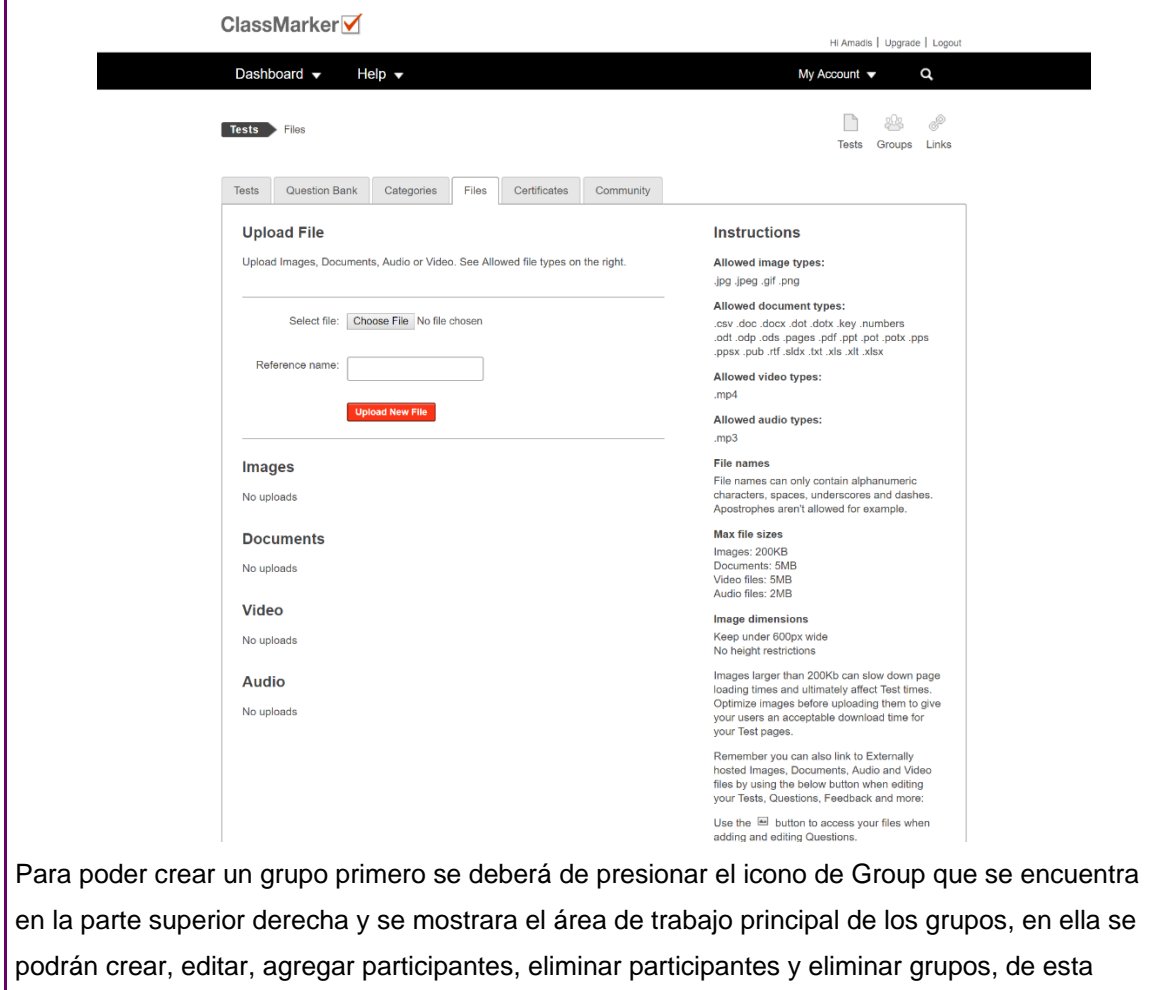 ClassMarker
Hi Amadis | Upgrade | Logout
Dashboard Help My Account
Tests Files
Tests Groups Links
Tests Question Bank Categories Files Certificates Community
Upload File
Upload Images, Documents, Audio or Video. See Allowed file types on the right.
Select file: Choose File No file chosen
Reference name:
Upload New File
Images
No uploads
Documents
No uploads
Video
No uploads
Audio
No uploads
Instructions
Allowed image types:
.jpg .jpeg .gif .png
Allowed document types:
.csv .doc .docx .dot .dotx .key .numbers
.odt .odp .ods .pages .pdf .ppt .pot .potx .pps
.ppsx .pub .rtf .sldx .txt .xls .xlt .xlsx
Allowed video types:
.mp4
Allowed audio types:
.mp3
File names
File names can only contain alphanumeric
characters, spaces, underscores and dashes.
Apostrophes aren't allowed for example.
Max file sizes
Images: 200KB
Documents: 5MB
Video files: 5MB
Audio files: 2MB
Image dimensions
Keep under 600px wide
No height restrictions
Images larger than 200Kb can slow down page
loading times and ultimately affect Test times.
Optimize images before uploading them to give
your users an acceptable download time for
your Test pages.
Remember you can also link to Externally
hosted Images, Documents, Audio and Video
files by using the below button when editing
your Tests, Questions, Feedback and more:
Use the button to access your files when
adding and editing Questions.
Para poder crear un grupo primero se deberá de presionar el icono de Group que se encuentra
en la parte superior derecha y se mostrara el área de trabajo principal de los grupos, en ella se
podrán crear, editar, agregar participantes, eliminar participantes y eliminar grupos, de esta